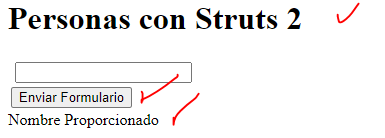 Personas con Struts 2
Enviar Formulario
Nombre Proporcionado